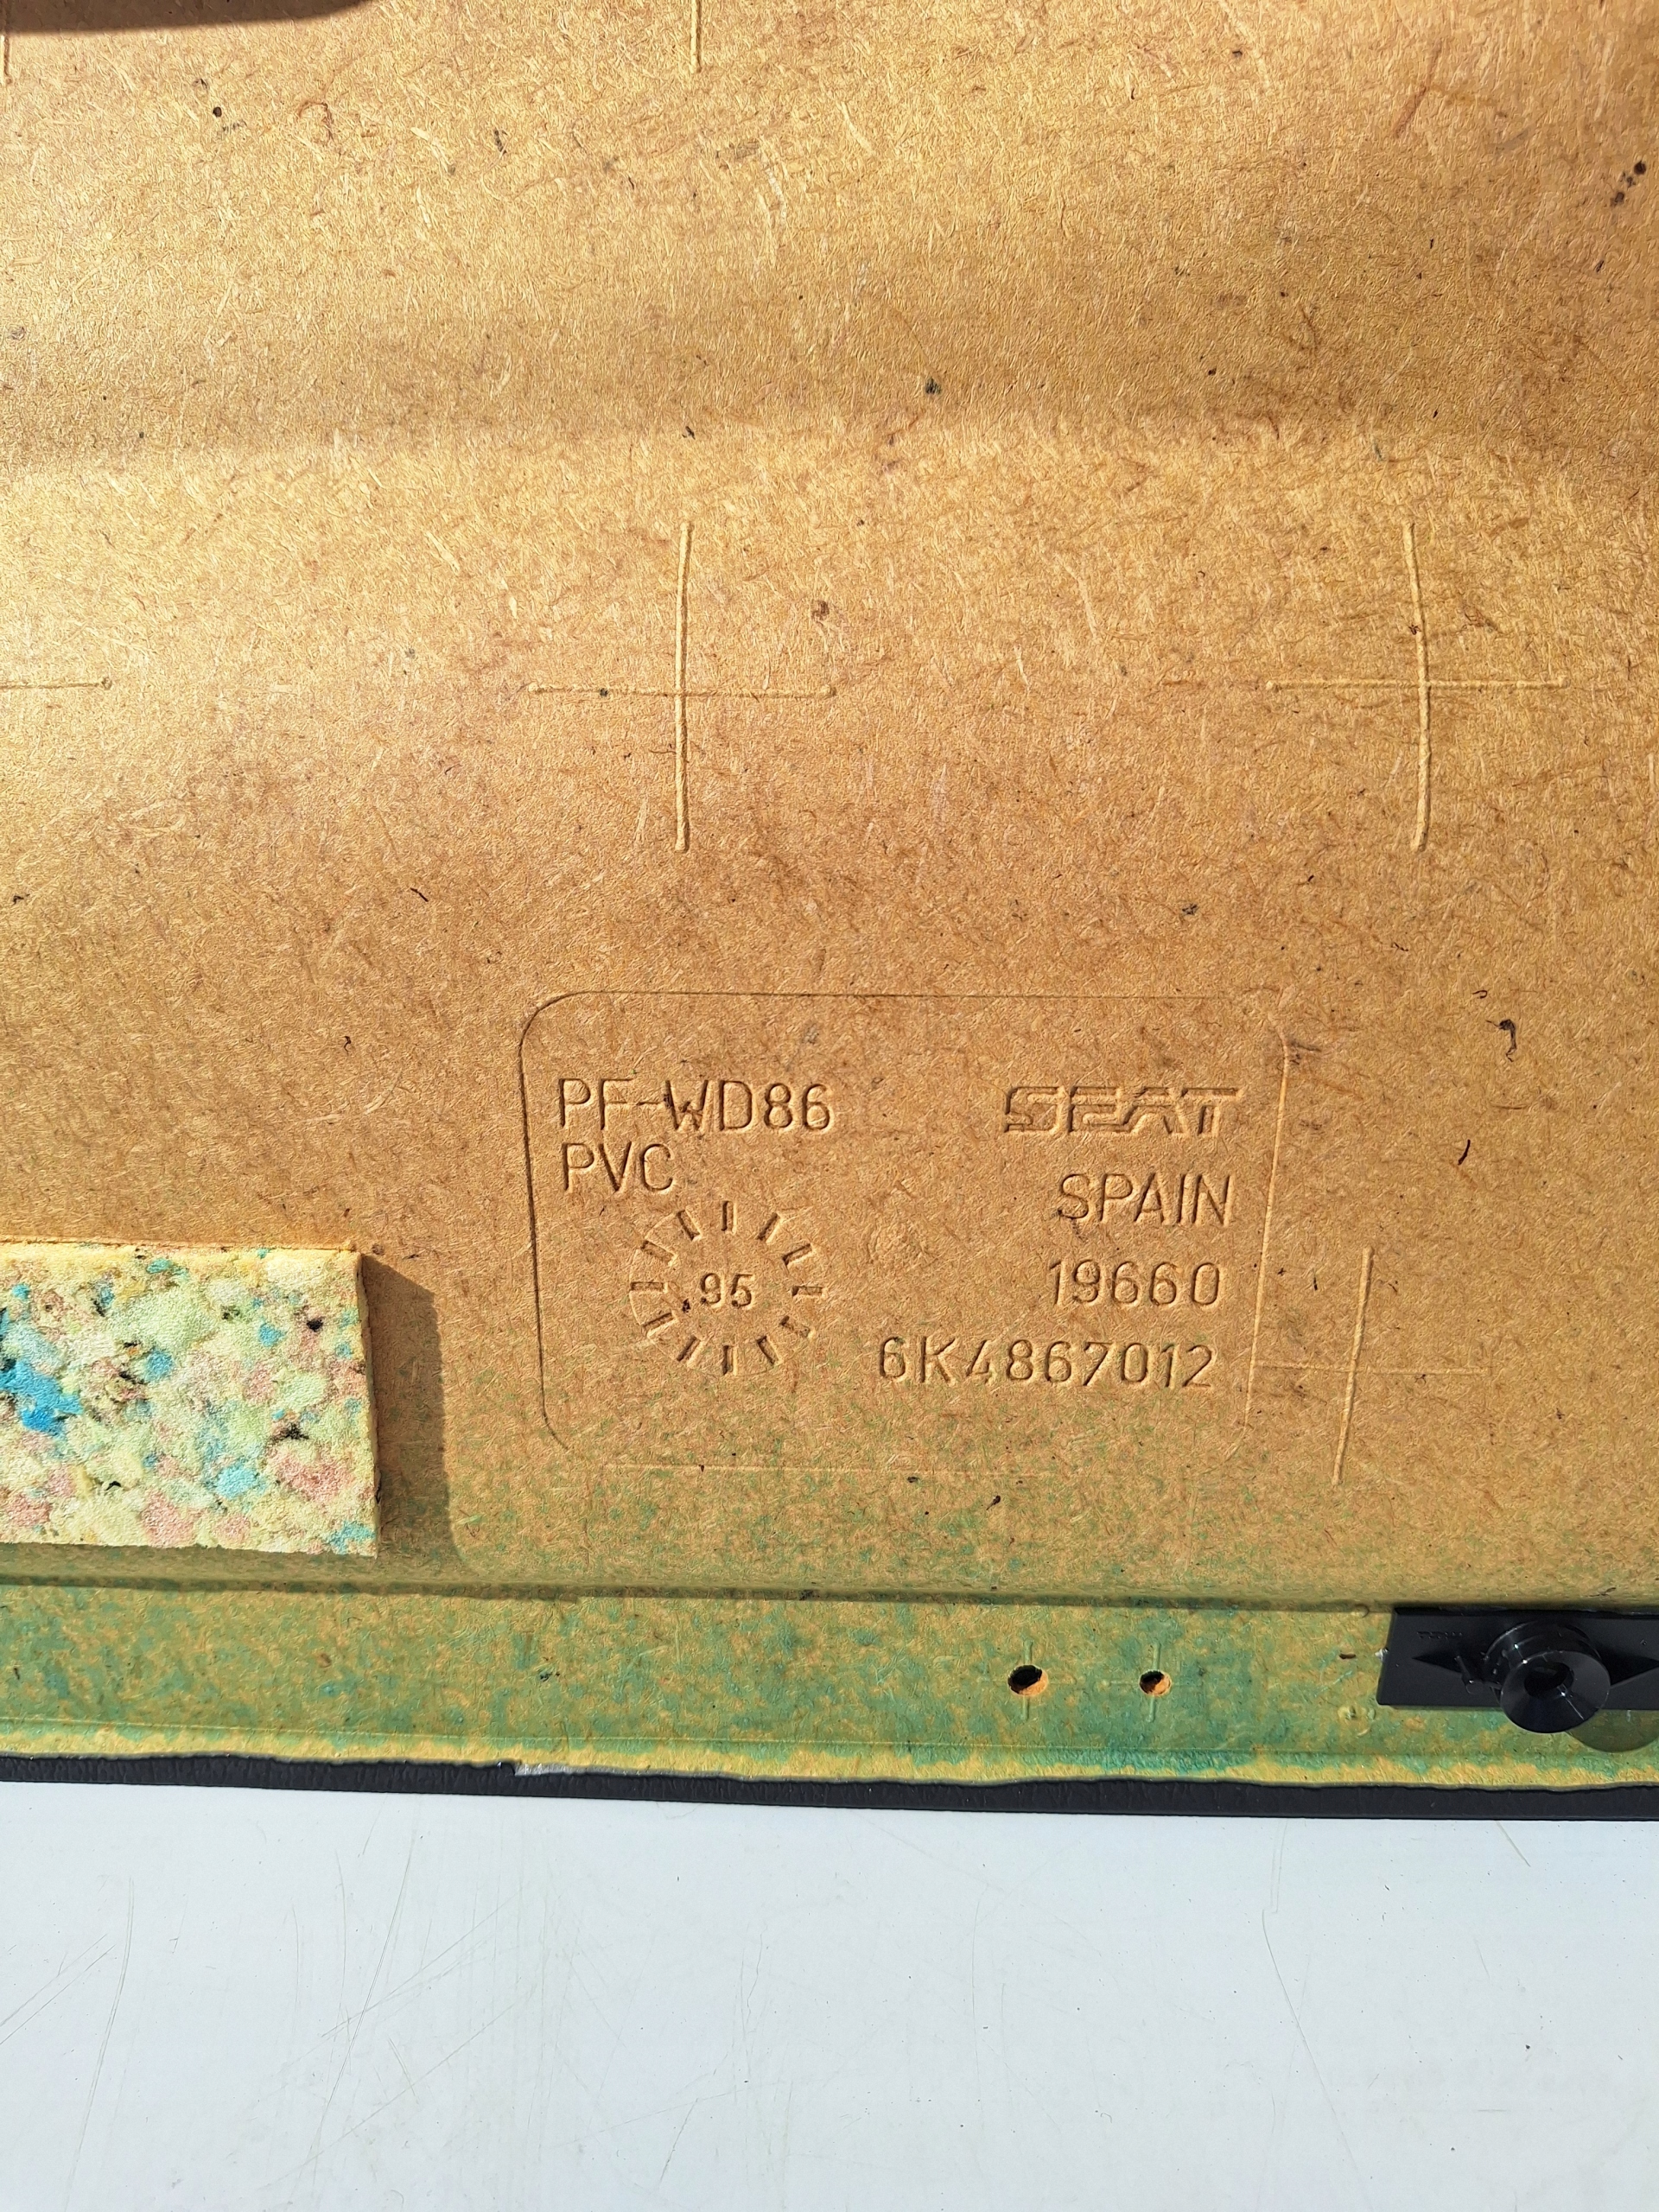 PF-WD86
PVC
95
SEAT
SPAIN
19660
6K4867012